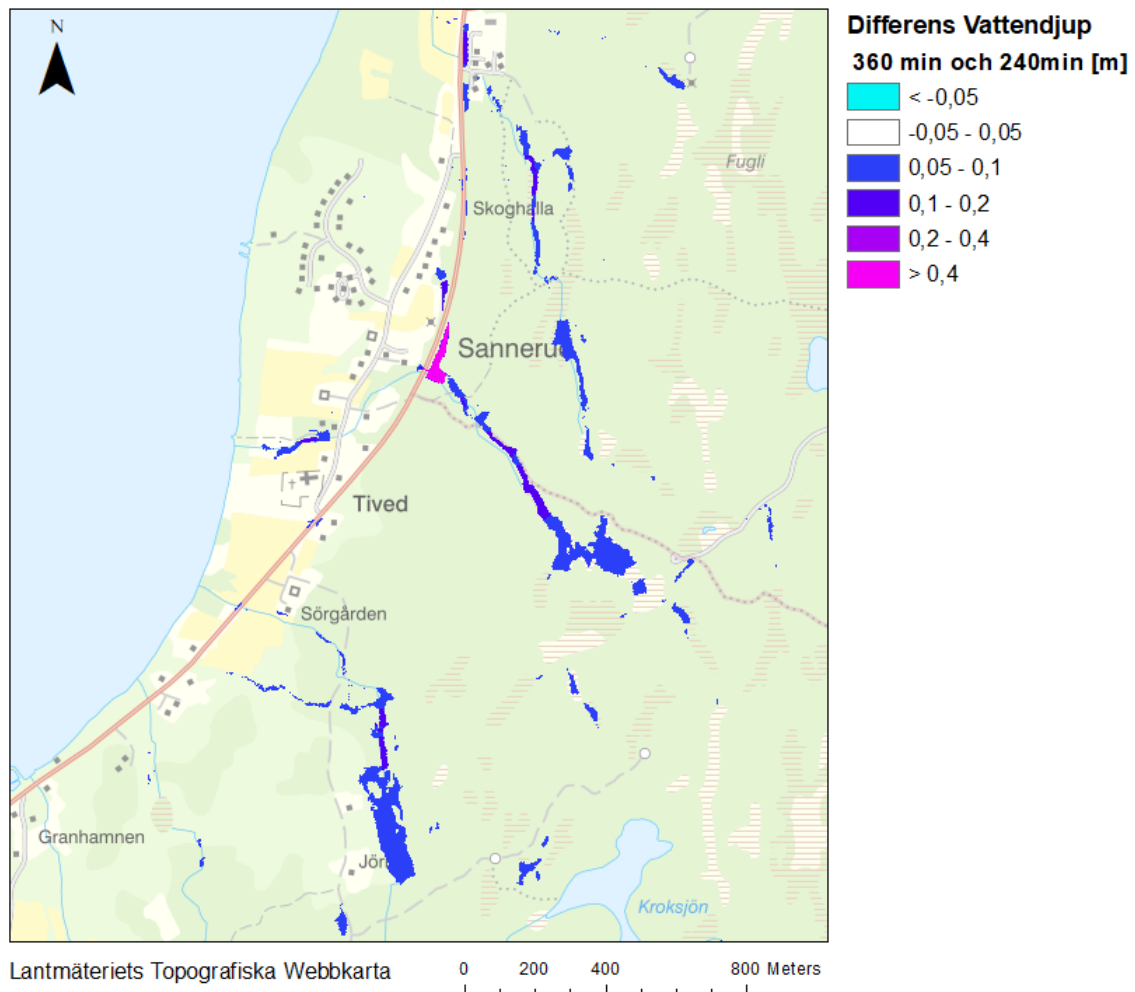 N
Differens Vattendjup
360 min och 240min [m]
< -0,05
-0,05 - 0,05
0,05 - 0,1
0,1 - 0,2
0,2 - 0,4
> 0,4
Fugli
Skoghalla
Sannerud
Tived
Sörgården
Granhamnen
Jör
Kroksjön
Lantmäteriets Topografiska Webbkarta
0 200 400 800 Meters